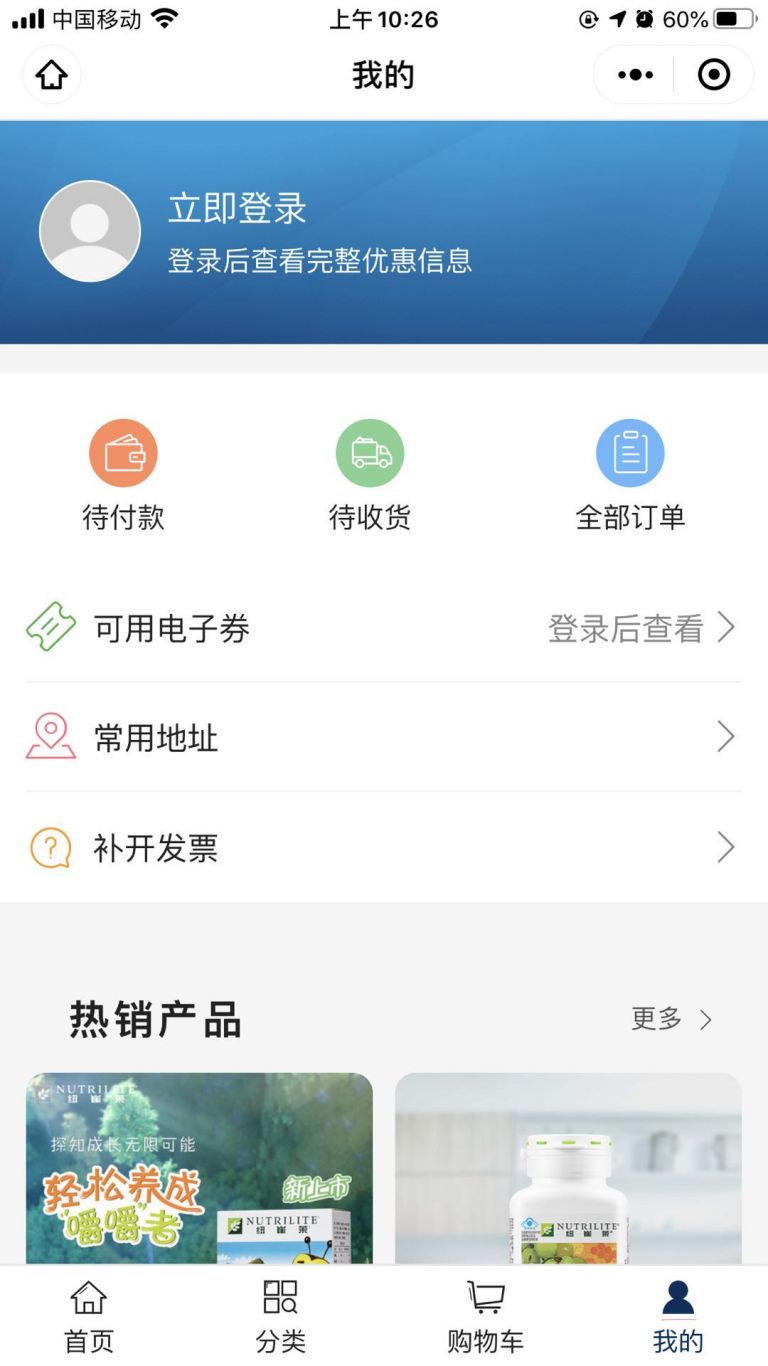 中国移动
上午10:26
60%
我的
立即登录
登录后查看完整优惠信息
待付款
待收货
全部订单
可用电子券
登录后查看
常用地址
补开发票
热销产品
更多
NUTRILITE
纽崔莱
探知成长无限可能
轻松养成
“嚼嚼”者
新上市
NUTRILITE
纽崔莱
NUTRILITE
纽崔莱
首页
分类
购物车
我的